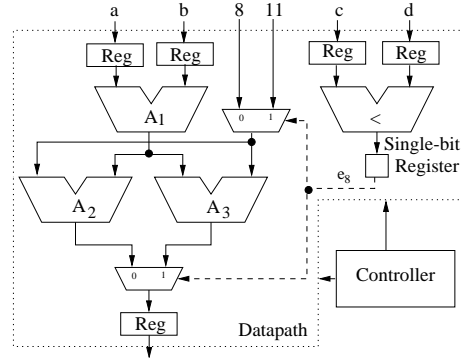 a b 8 11 c d
Reg Reg Reg Reg
A1 0 1 <
Single-bit
Register
e8
A2 A3
0 1
Controller
Reg
Datapath